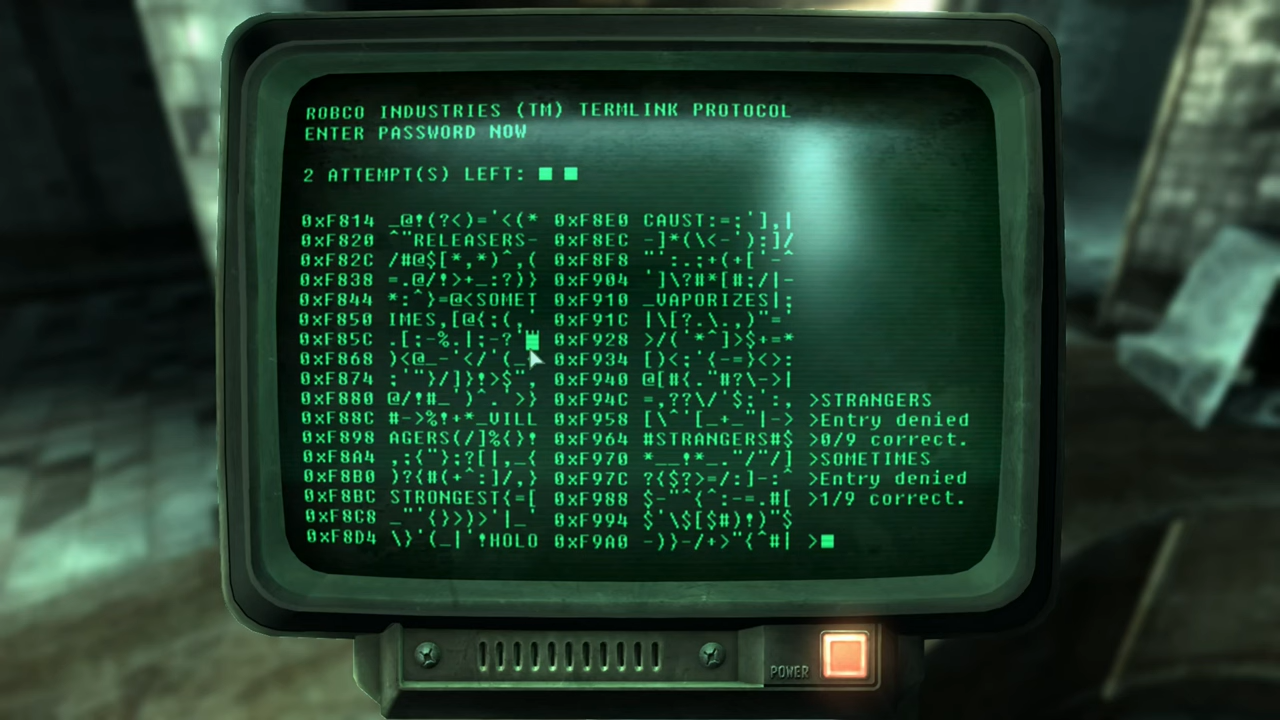 ROBCO INDUSTRIES (TM) TERMLINK PROTOCOL
ENTER PASSWORD NOW
2 ATTEMPT(S) LEFT: ■ ■
0xF814 _@!(?<)='<(* 0xF8E0 CAUST:=;'],|
0xF820 ^"RELEASERS- 0xF8EC -]*(\<-`):]/
0xF82C /#@$[*,*)^,( 0xF8F8 "':.;+(+['-^
0xF838 =.@/!>+_:?)} 0xF904 ']\?#*[#:/|-
0xF844 *:^}=@<SOMET 0xF910 _VAPORIZES|;
0xF850 IMES,[@{;(,` 0xF91C |\[?.\.,)"='
0xF85C .[;-%.|;-?'" 0xF928 >/('*^]>$+=*
0xF868 )<@_-'</'(_ 0xF934 [)<;'{-=}<>:
0xF874 ;'"}/]}!>$", 0xF940 @[#{."#?\->|
0xF880 @/!#_`)^.'>} 0xF94C =,??\/'$;':, >STRANGERS
0xF88C #->%!+*_VILL 0xF958 [\^'[_+_"|-> >Entry denied
0xF898 AGERS(/]%{}! 0xF964 #STRANGERS#$ >0/9 correct.
0xF8A4 ,;{"};?[|,_{ 0xF970 *__!*_."/"/] >SOMETIMES
0xF8B0 )?{#(+^:]/,} 0xF97C ?{$?>=/:]-:^ >Entry denied
0xF8BC STRONGEST{=[ 0xF988 $-"^{^:-=.#[ >1/9 correct.
0xF8C8 _"'{}>)>'|_' 0xF994 $'\$[$#)!)"$
0xF8D4 \}'(_|'!HOLO 0xF9A0 -)}-/+>"{^#| >■
POWER